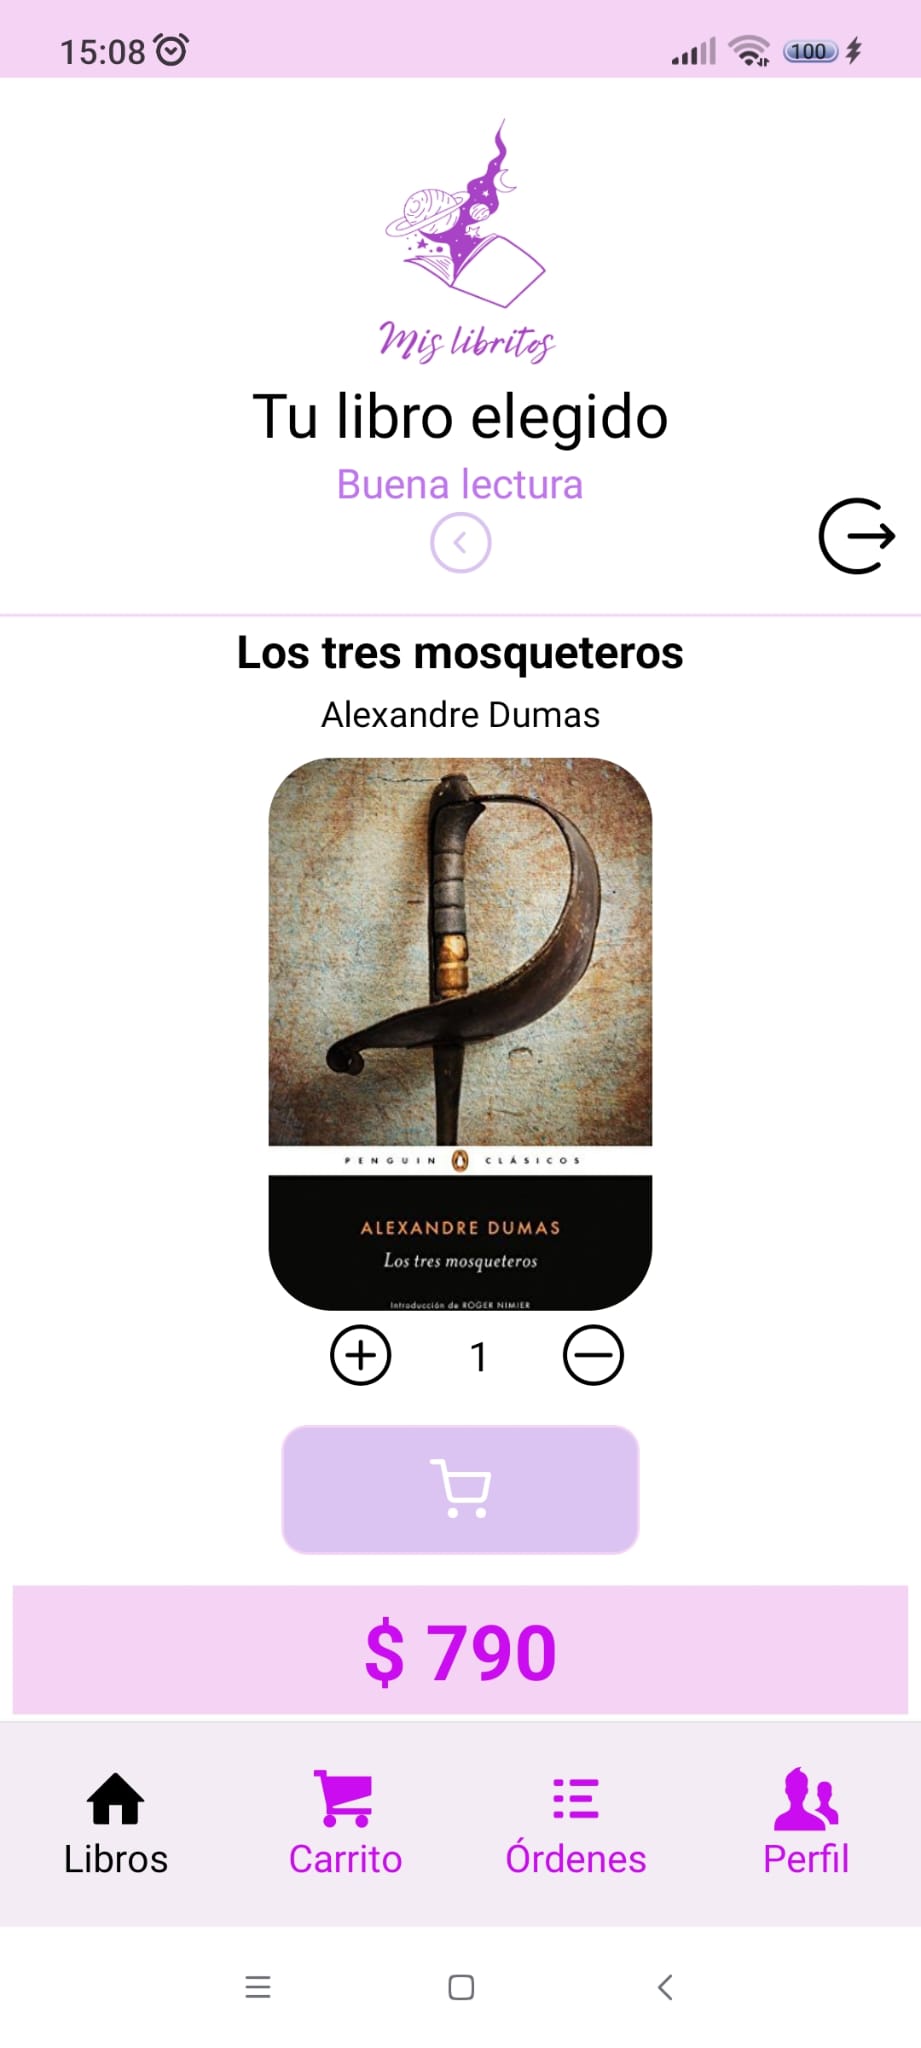 15:08
100
Mis libritos
Tu libro elegido
Buena lectura
Los tres mosqueteros
Alexandre Dumas
PENGUIN CLÁSICOS
ALEXANDRE DUMAS
Los tres mosqueteros
Introducción de ROGER NIMIER
1
$ 790
Libros
Carrito
Órdenes
Perfil